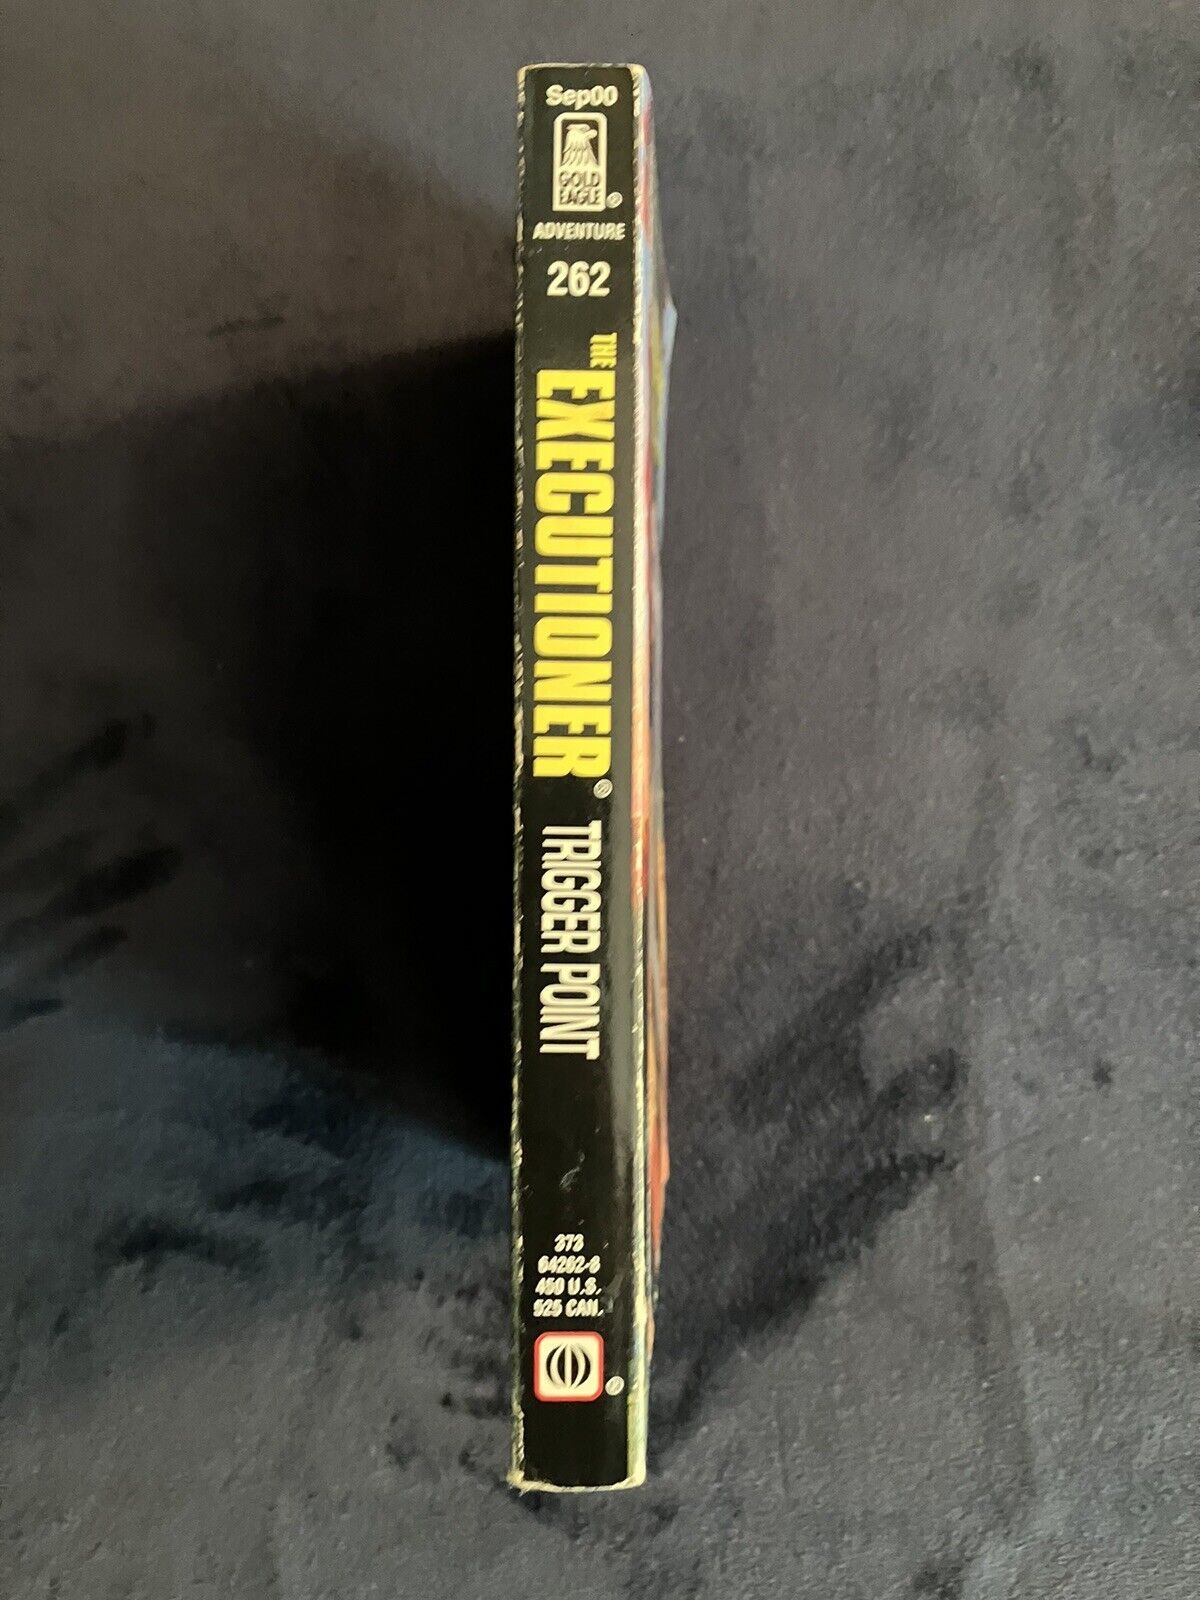 Sep00
GOLD
EAGLE®
ADVENTURE
262
THE
EXECUTIONER®
TRIGGER POINT
373
64262-8
450 U.S.
525 CAN.
®